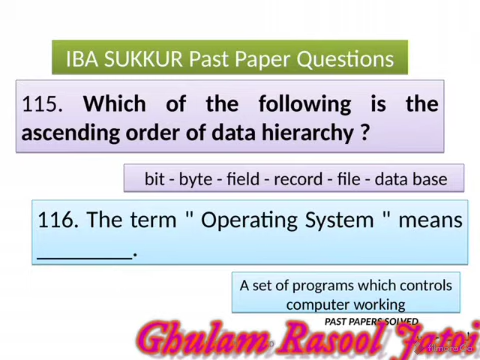 IBA SUKKUR Past Paper Questions
115. Which of the following is the
ascending order of data hierarchy ?
bit - byte - field - record - file - data base
116. The term " Operating System " means
________.
A set of programs which controls
computer working
PAST PAPERS SOLVED
Ghulam Rasool Jatoi